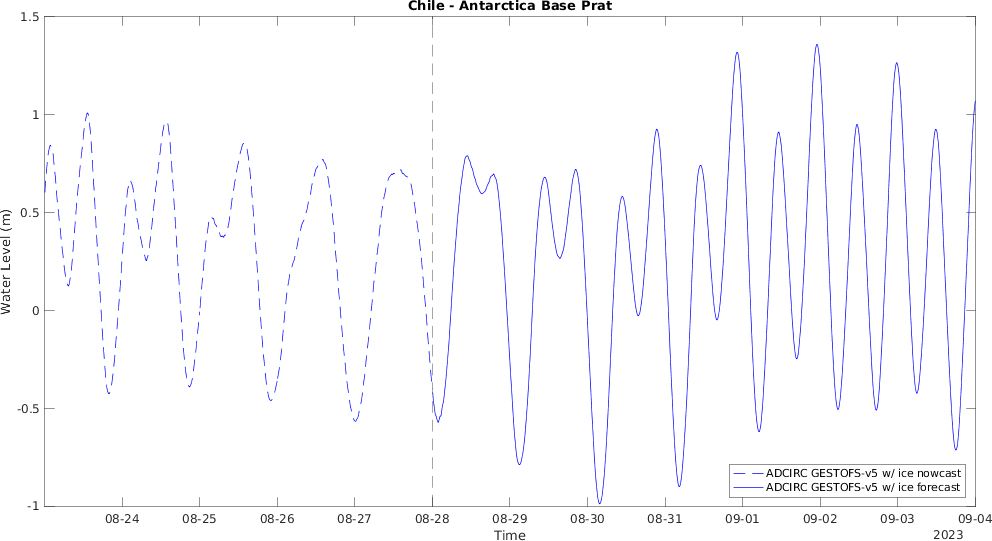 Chile - Antarctica Base Prat
1.5
1
0.5
0
-0.5
-1
Water Level (m)
08-24 08-25 08-26 08-27 08-28 08-29 08-30 08-31 09-01 09-02 09-03 09-04
Time
2023
ADCIRC GESTOFS-v5 w/ ice nowcast
ADCIRC GESTOFS-v5 w/ ice forecast